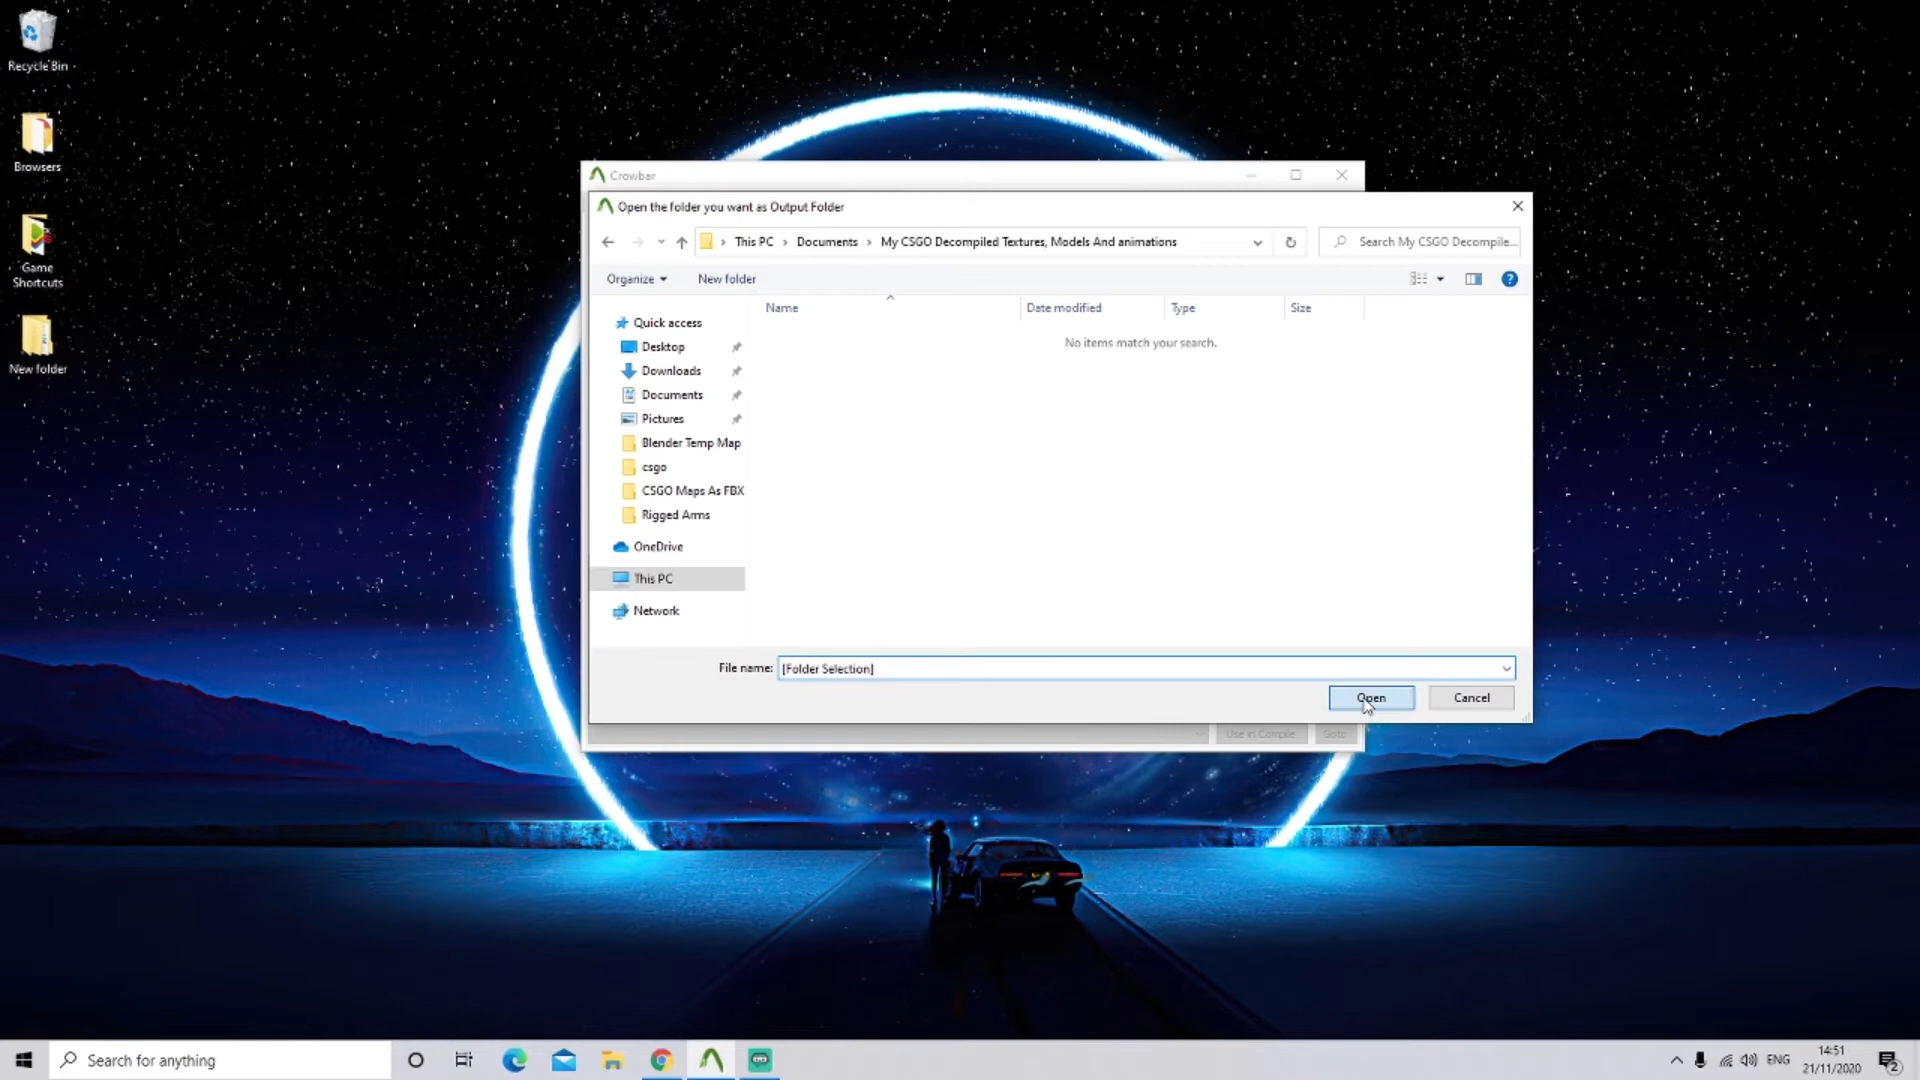 Recycle Bin
Browsers
Game
Shortcuts
New folder
Crowbar
Open the folder you want as Output Folder
This PC > Documents > My CSGO Decompiled Textures, Models And animations
Search My CSGO Decompile...
Organize
New folder
Name
Date modified
Type
Size
No items match your search.
Quick access
Desktop
Downloads
Documents
Pictures
Blender Temp Map
csgo
CSGO Maps As FBX
Rigged Arms
OneDrive
This PC
Network
File name: [Folder Selection]
Open
Cancel
Use in Compile
Goto
Search for anything
ENG
14:51
21/11/2020
2